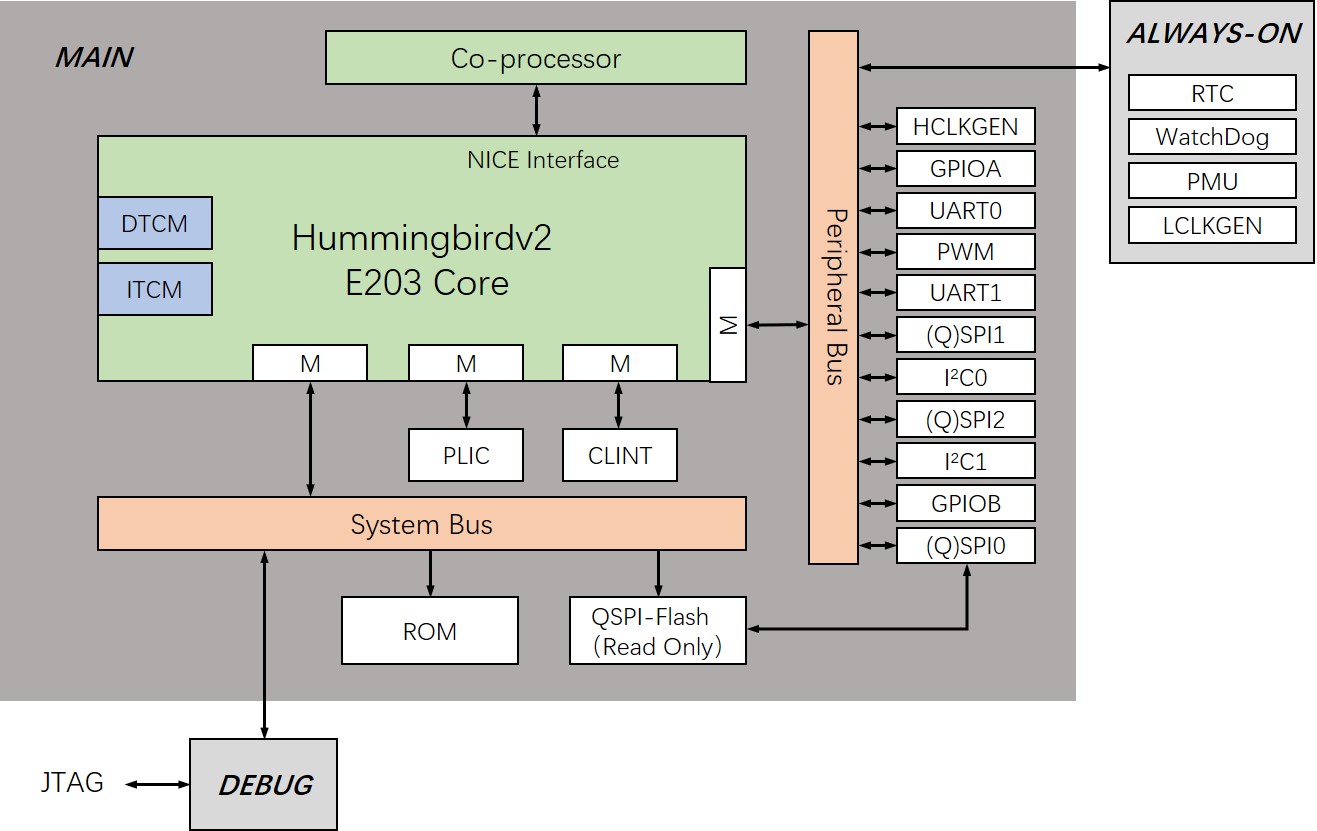 MAIN
Co-processor
NICE Interface
DTCM
ITCM
Hummingbirdv2
E203 Core
M
M
M
M
PLIC
CLINT
System Bus
ROM
QSPI-Flash
（Read Only）
Peripheral Bus
HCLKGEN
GPIOA
UART0
PWM
UART1
(Q)SPI1
I²C0
(Q)SPI2
I²C1
GPIOB
(Q)SPI0
ALWAYS-ON
RTC
WatchDog
PMU
LCLKGEN
JTAG
DEBUG